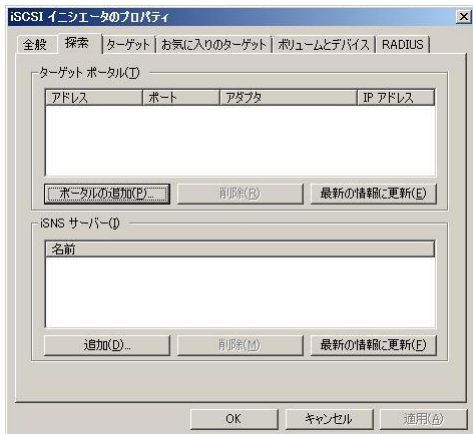 iSCSI イニシエータのプロパティ
全般 探索 ターゲット お気に入りのターゲット ボリュームとデバイス RADIUS
ターゲット ポータル(T)
アドレス ポート アダプタ IP アドレス
ポータルの追加(P)... 削除(R) 最新の情報に更新(E)
iSNS サーバー(I)
名前
追加(D)... 削除(M) 最新の情報に更新(F)
OK キャンセル 適用(A)